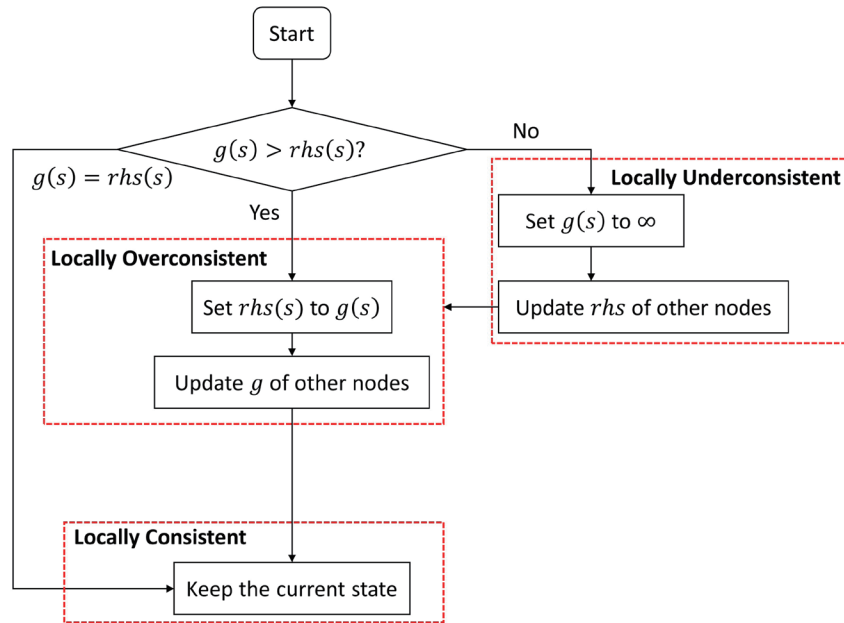 Start
g(s) > rhs(s)?
No
g(s) = rhs(s)
Yes
Locally Underconsistent
Set g(s) to ∞
Update rhs of other nodes
Locally Overconsistent
Set rhs(s) to g(s)
Update g of other nodes
Locally Consistent
Keep the current state